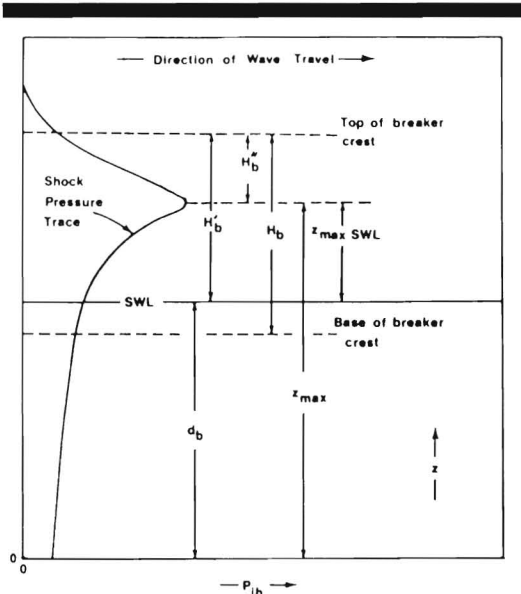 Direction of Wave Travel
Top of breaker
crest
H"b
Shock
Pressure
Trace
H'b
Hb
zmax SWL
SWL
Base of breaker
crest
zmax
db
z
0
0
Pih